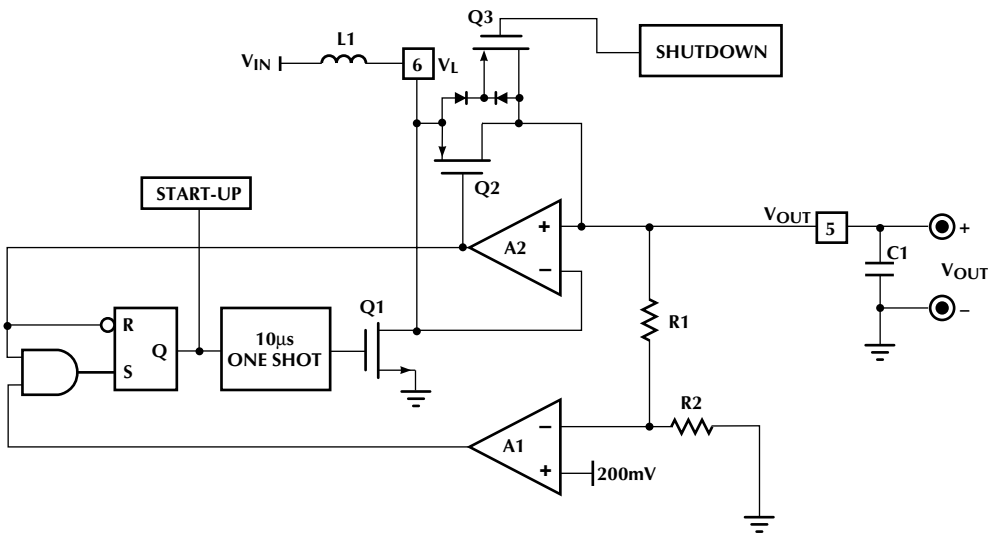 Q3
L1
SHUTDOWN
VIN
6
VL
Q2
START-UP
VOUT
5
+
A2
+
−
C1
VOUT
−
Q1
R
Q
S
10µs
ONE SHOT
R1
R2
A1
−
+
200mV